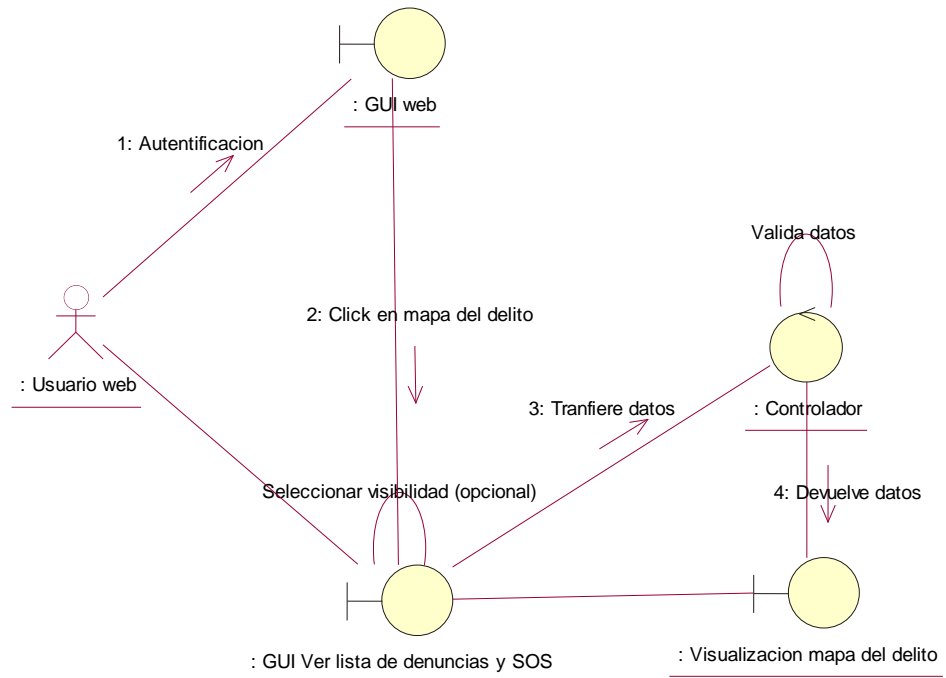 : GUI web
1: Autentificacion
Valida datos
2: Click en mapa del delito
: Usuario web
3: Tranfiere datos
: Controlador
Seleccionar visibilidad (opcional)
4: Devuelve datos
: GUI Ver lista de denuncias y SOS
: Visualizacion mapa del delito